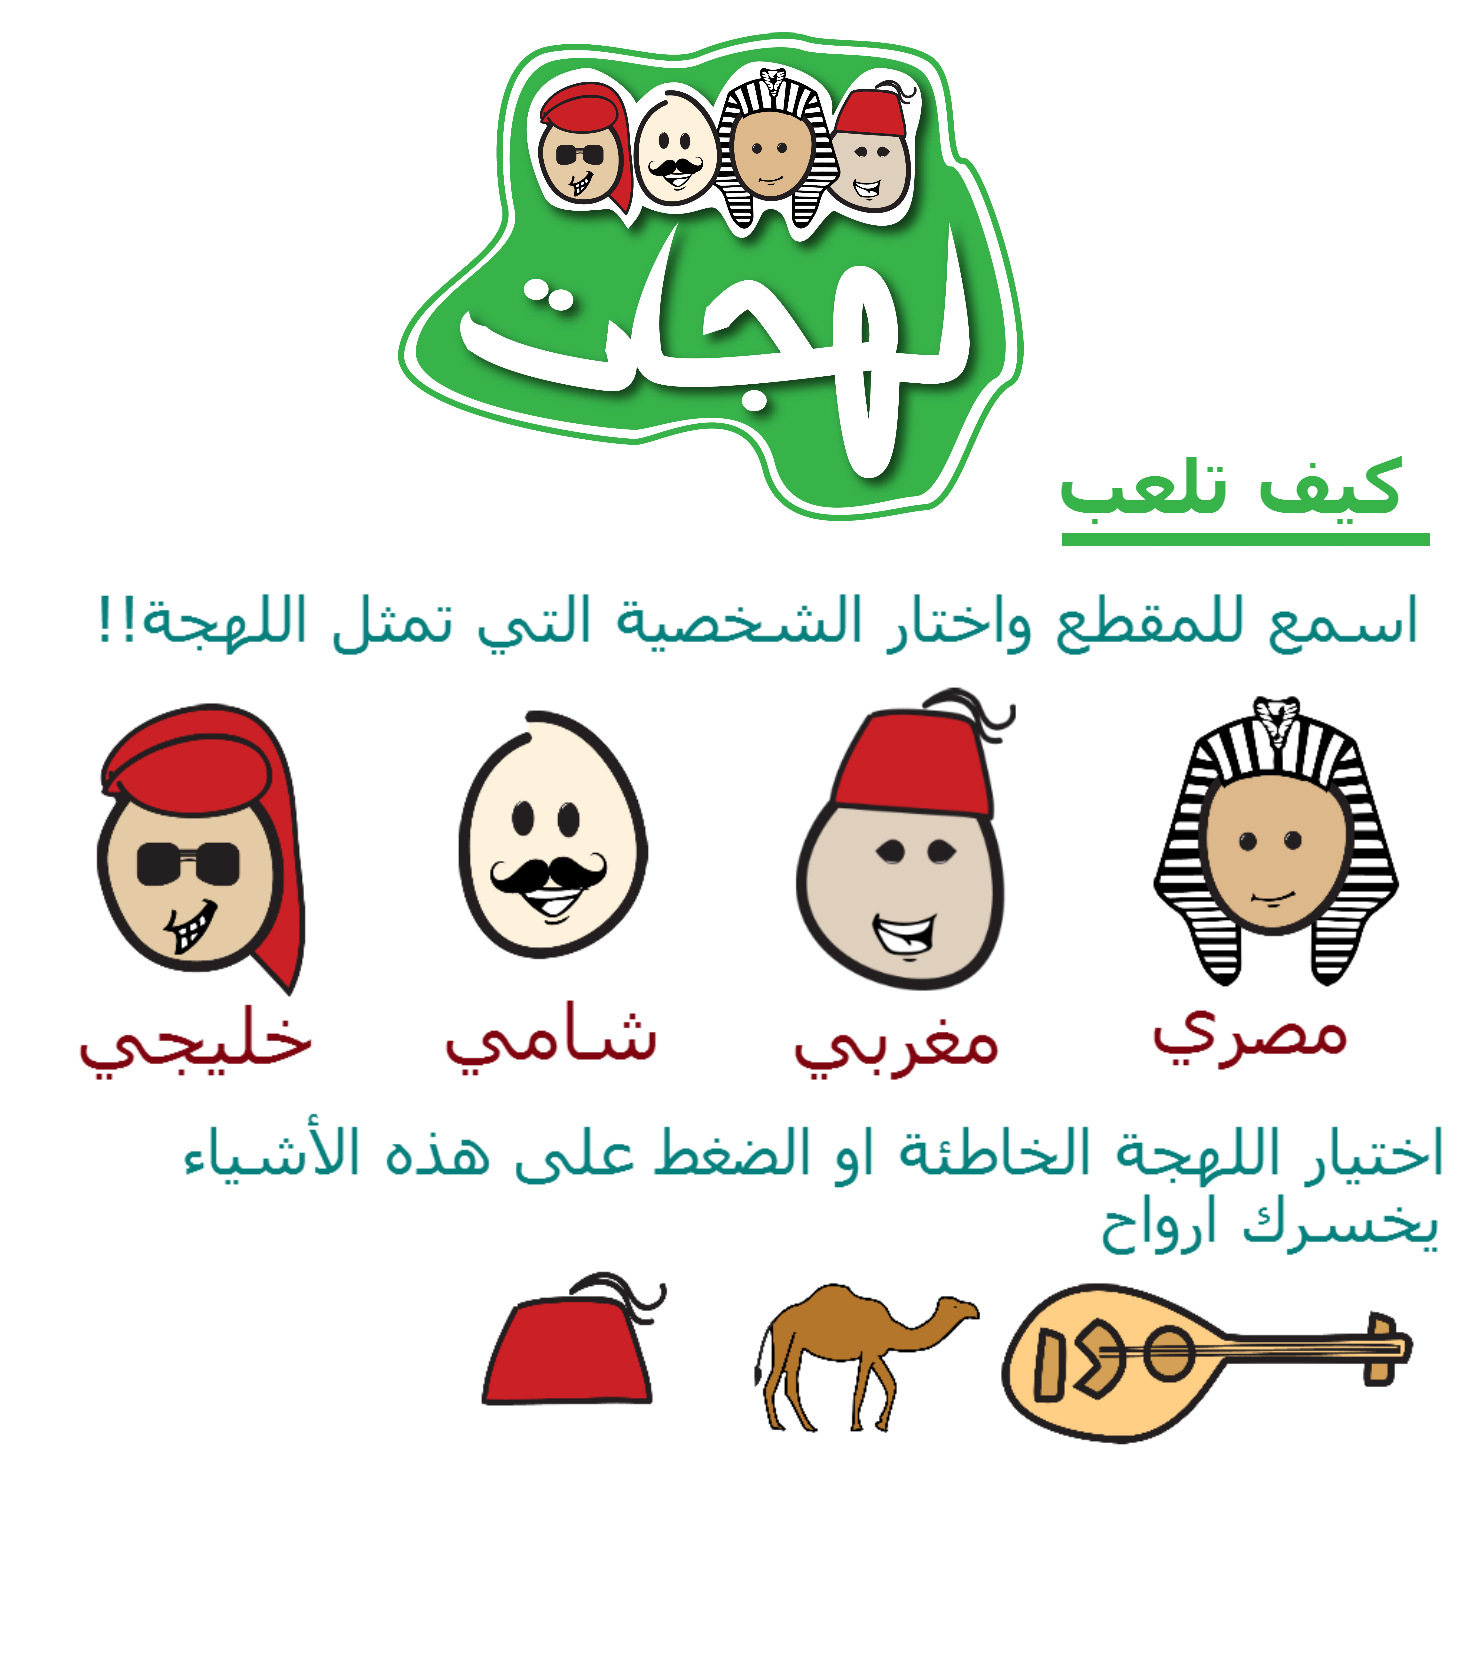 لهجات
كيف تلعب
اسمع للمقطع واختار الشخصية التي تمثل اللهجة!!
مصري
مغربي
شامي
خليجي
اختيار اللهجة الخاطئة او الضغط على هذه الأشياء
يخسرك ارواح